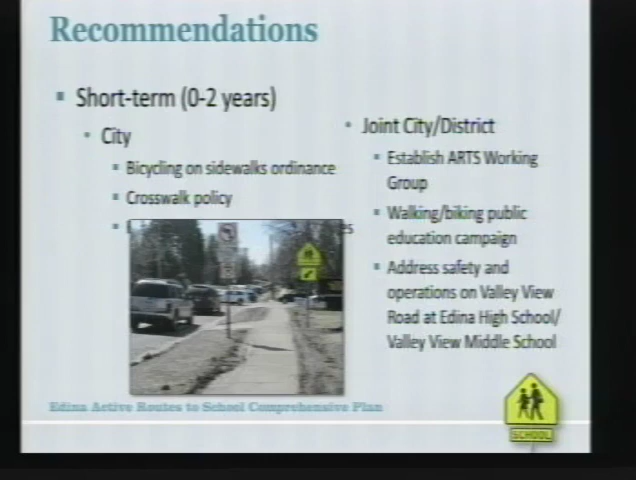 Recommendations
Short-term (0-2 years)
City
Bicycling on sidewalks ordinance
Crosswalk policy
Joint City/District
Establish ARTS Working
Group
Walking/biking public
education campaign
Address safety and
operations on Valley View
Road at Edina High School/
Valley View Middle School
Edina Active Routes to School Comprehensive Plan
SCHOOL